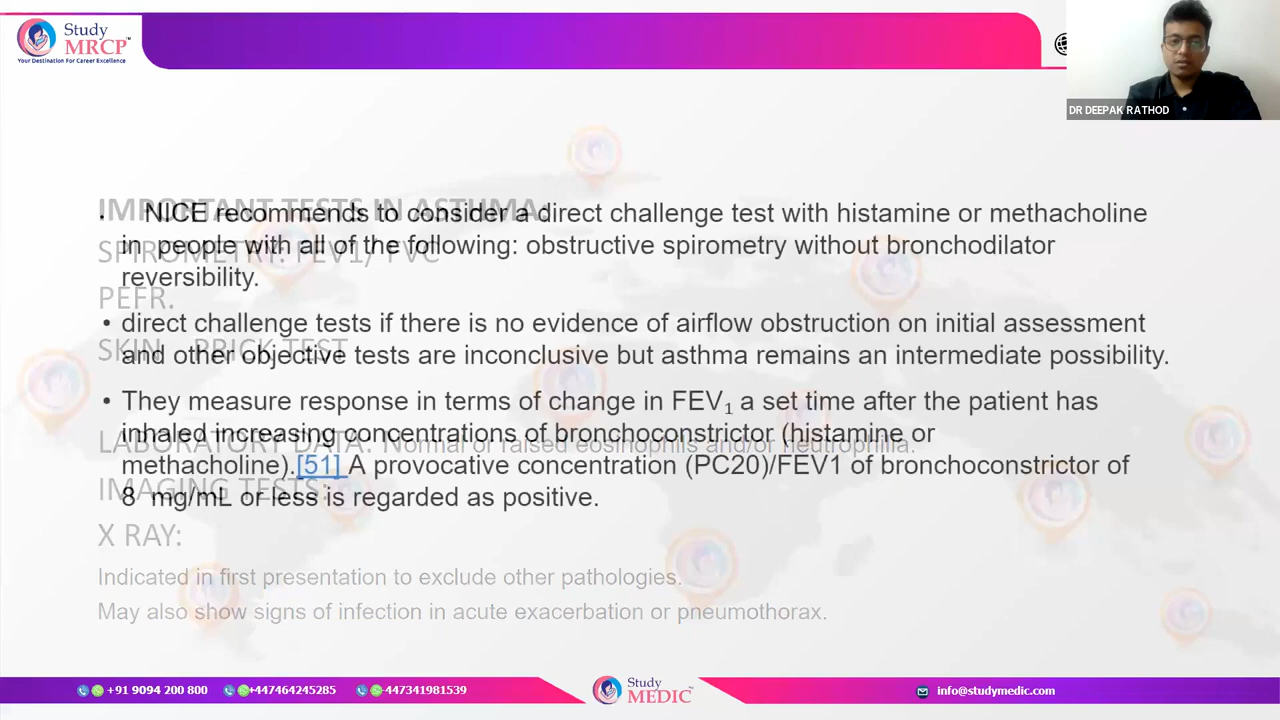 Study
MRCP™
Your Destination For Career Excellence
DR DEEPAK RATHOD
IMPORTANT TESTS IN ASTHMA:
SPIROMETRY: FEV1/ FVC
PEFR.
SKIN PRICK TEST
LABORATORY DATA: Normal or raised eosinophils and/or neutrophilia.
IMAGING TESTS:
X RAY:
Indicated in first presentation to exclude other pathologies.
May also show signs of infection in acute exacerbation or pneumothorax.
• NICE recommends to consider a direct challenge test with histamine or methacholine
in people with all of the following: obstructive spirometry without bronchodilator
reversibility.
• direct challenge tests if there is no evidence of airflow obstruction on initial assessment
and other objective tests are inconclusive but asthma remains an intermediate possibility.
• They measure response in terms of change in FEV₁ a set time after the patient has
inhaled increasing concentrations of bronchoconstrictor (histamine or
methacholine).[51] A provocative concentration (PC20)/FEV1 of bronchoconstrictor of
8 mg/mL or less is regarded as positive.
+91 9094 200 800
+447464245285
+447341981539
Study
MEDIC™
info@studymedic.com